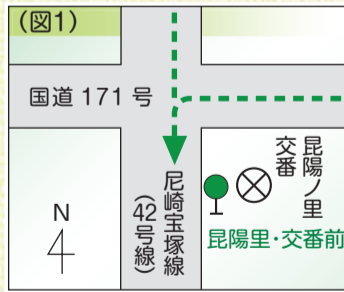 (図1)
国道 171 号
尼崎宝塚線
(42号線)
昆陽ノ里
交番
昆陽里・交番前
N